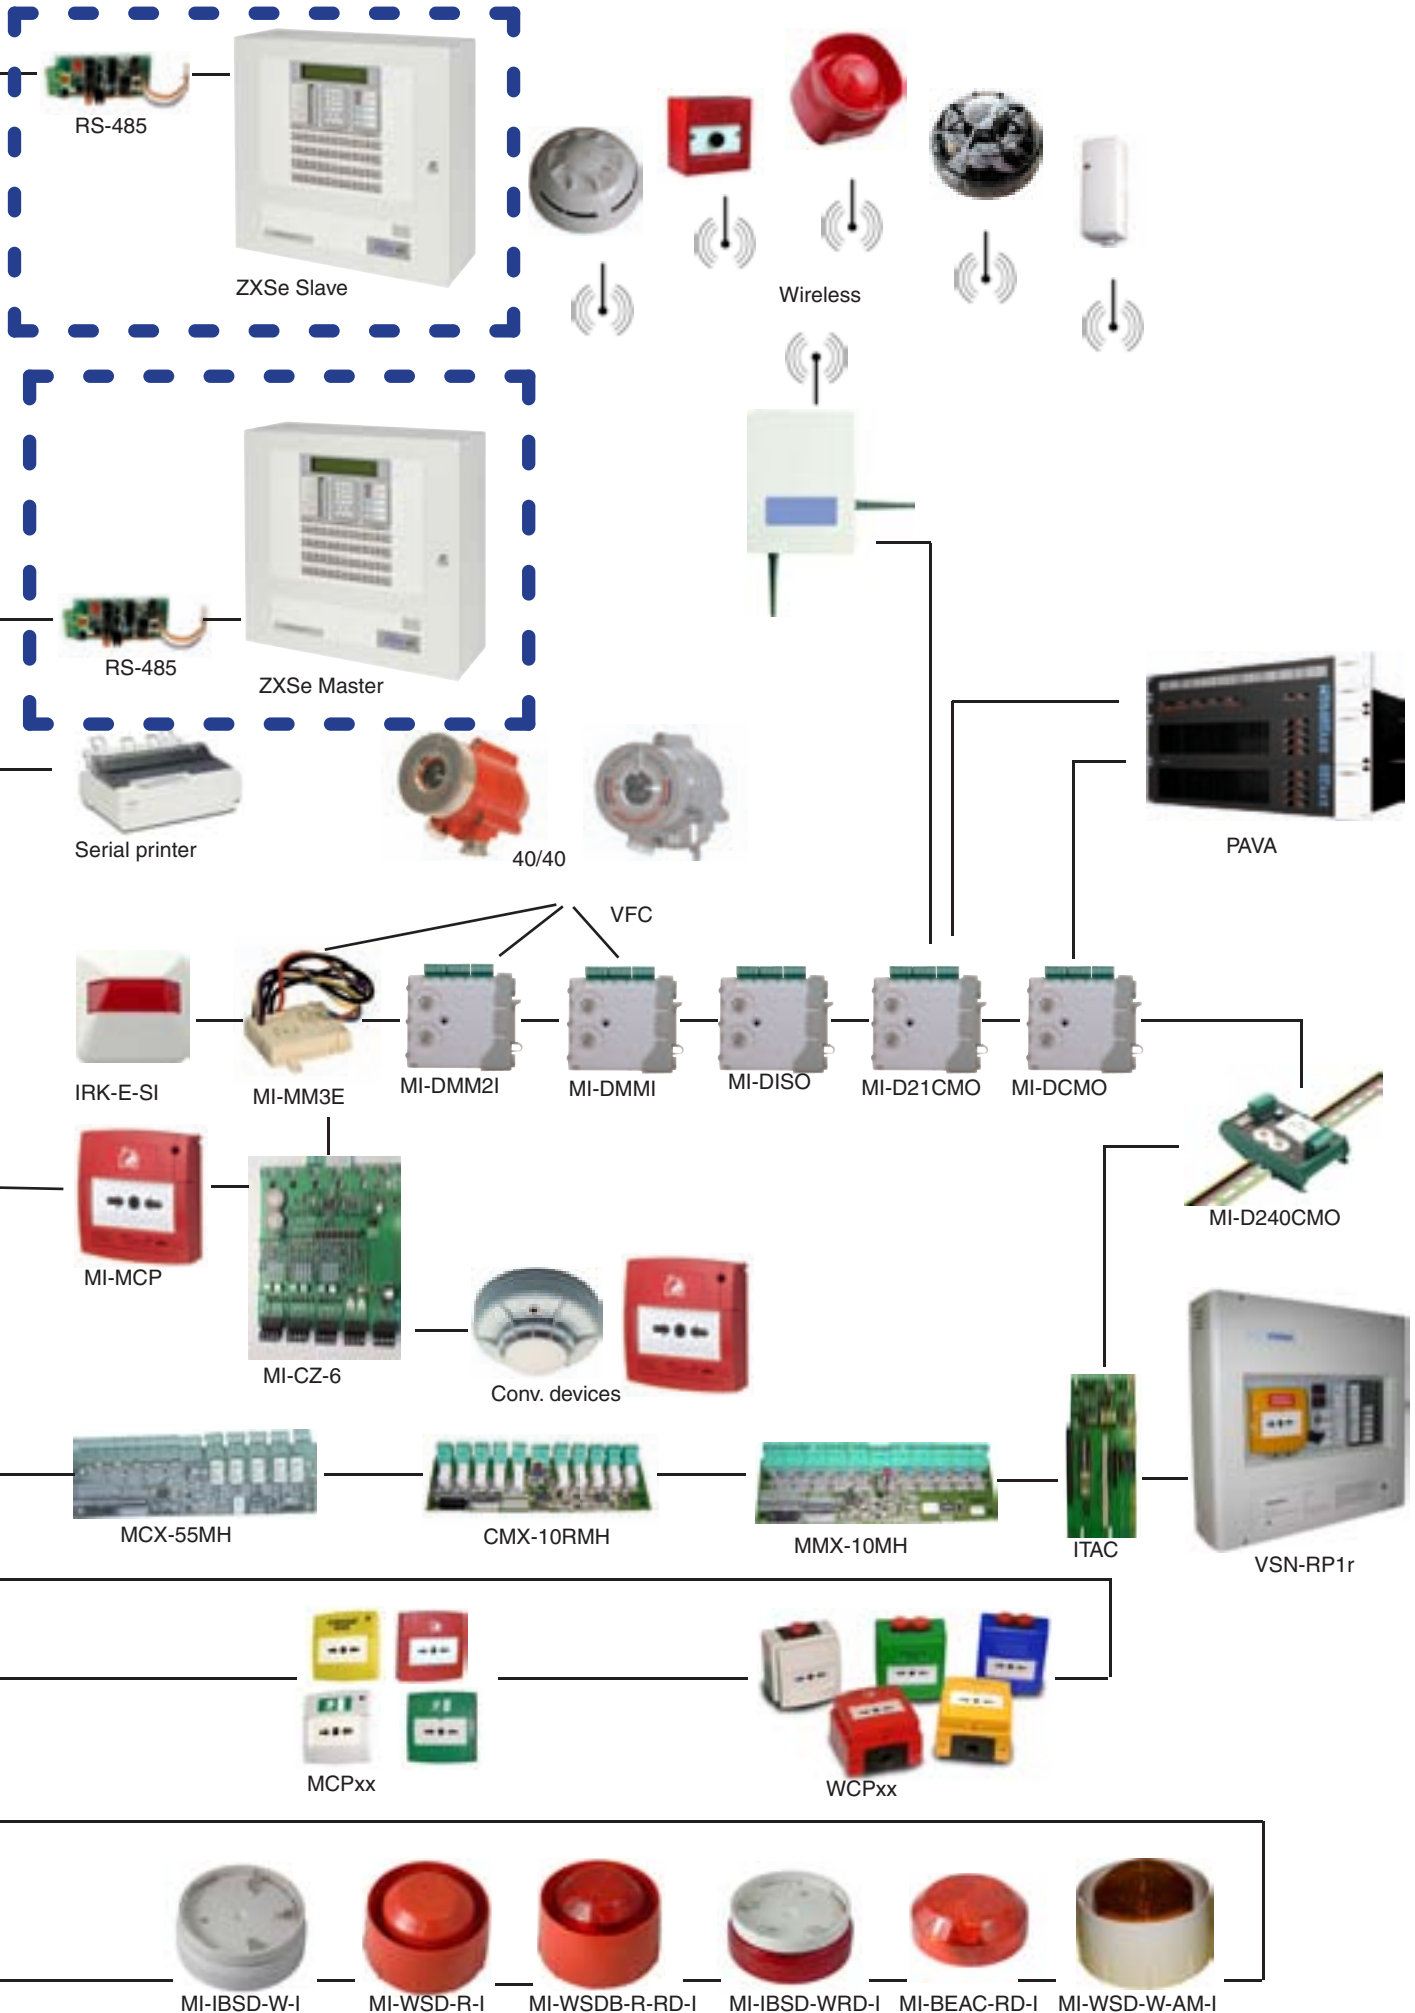 RS-485
ZXSe Slave
Wireless
RS-485
ZXSe Master
Serial printer
40/40
PAVA
VFC
IRK-E-SI
MI-MM3E
MI-DMM2I
MI-DMMI
MI-DISO
MI-D21CMO
MI-DCMO
MI-D240CMO
MI-MCP
MI-CZ-6
Conv. devices
MCX-55MH
CMX-10RMH
MMX-10MH
ITAC
VSN-RP1r
MCPxx
WCPxx
MI-IBSD-W-I
MI-WSD-R-I
MI-WSDB-R-RD-I
MI-IBSD-WRD-I
MI-BEAC-RD-I
MI-WSD-W-AM-I